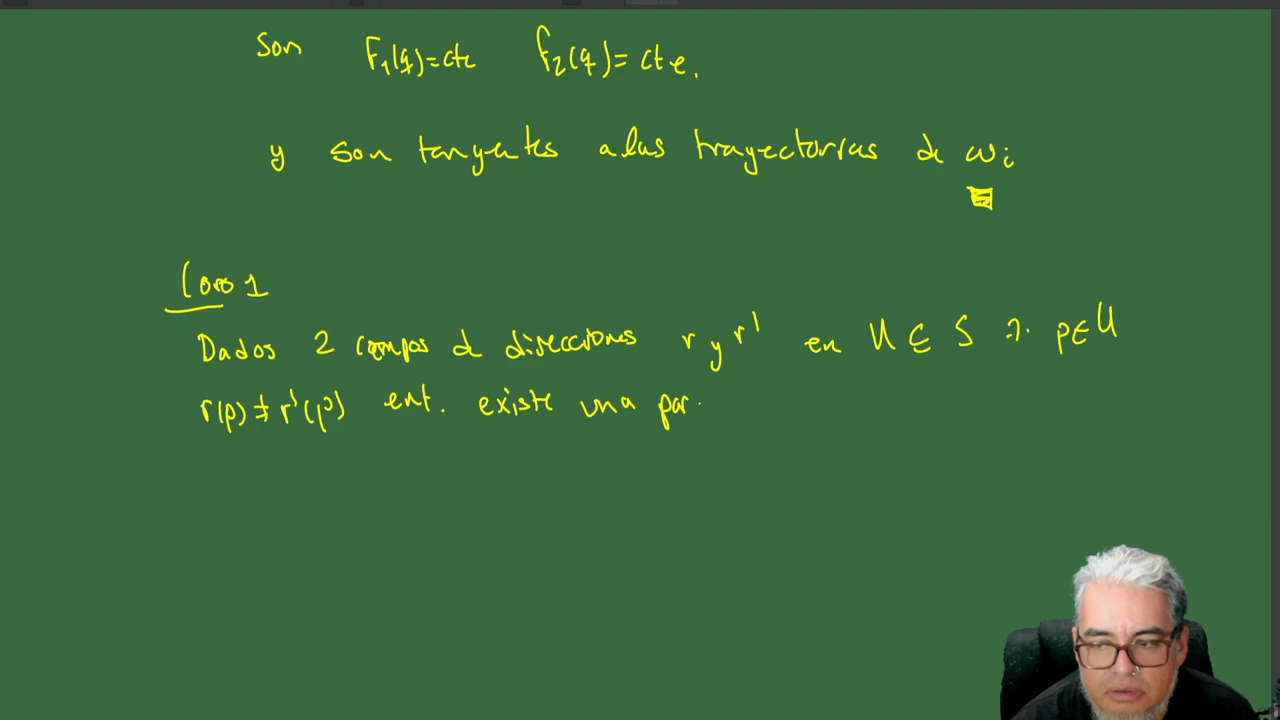 Son F₁(q)=cte f₂(q)=cte.
y son tangentes a las trayectorias de wᵢ
Coro 1
Dados 2 campos de direcciones r y r' en U ⊆ S ∴ p∈U
r(p) ≠ r'(p) ent. existe una par.